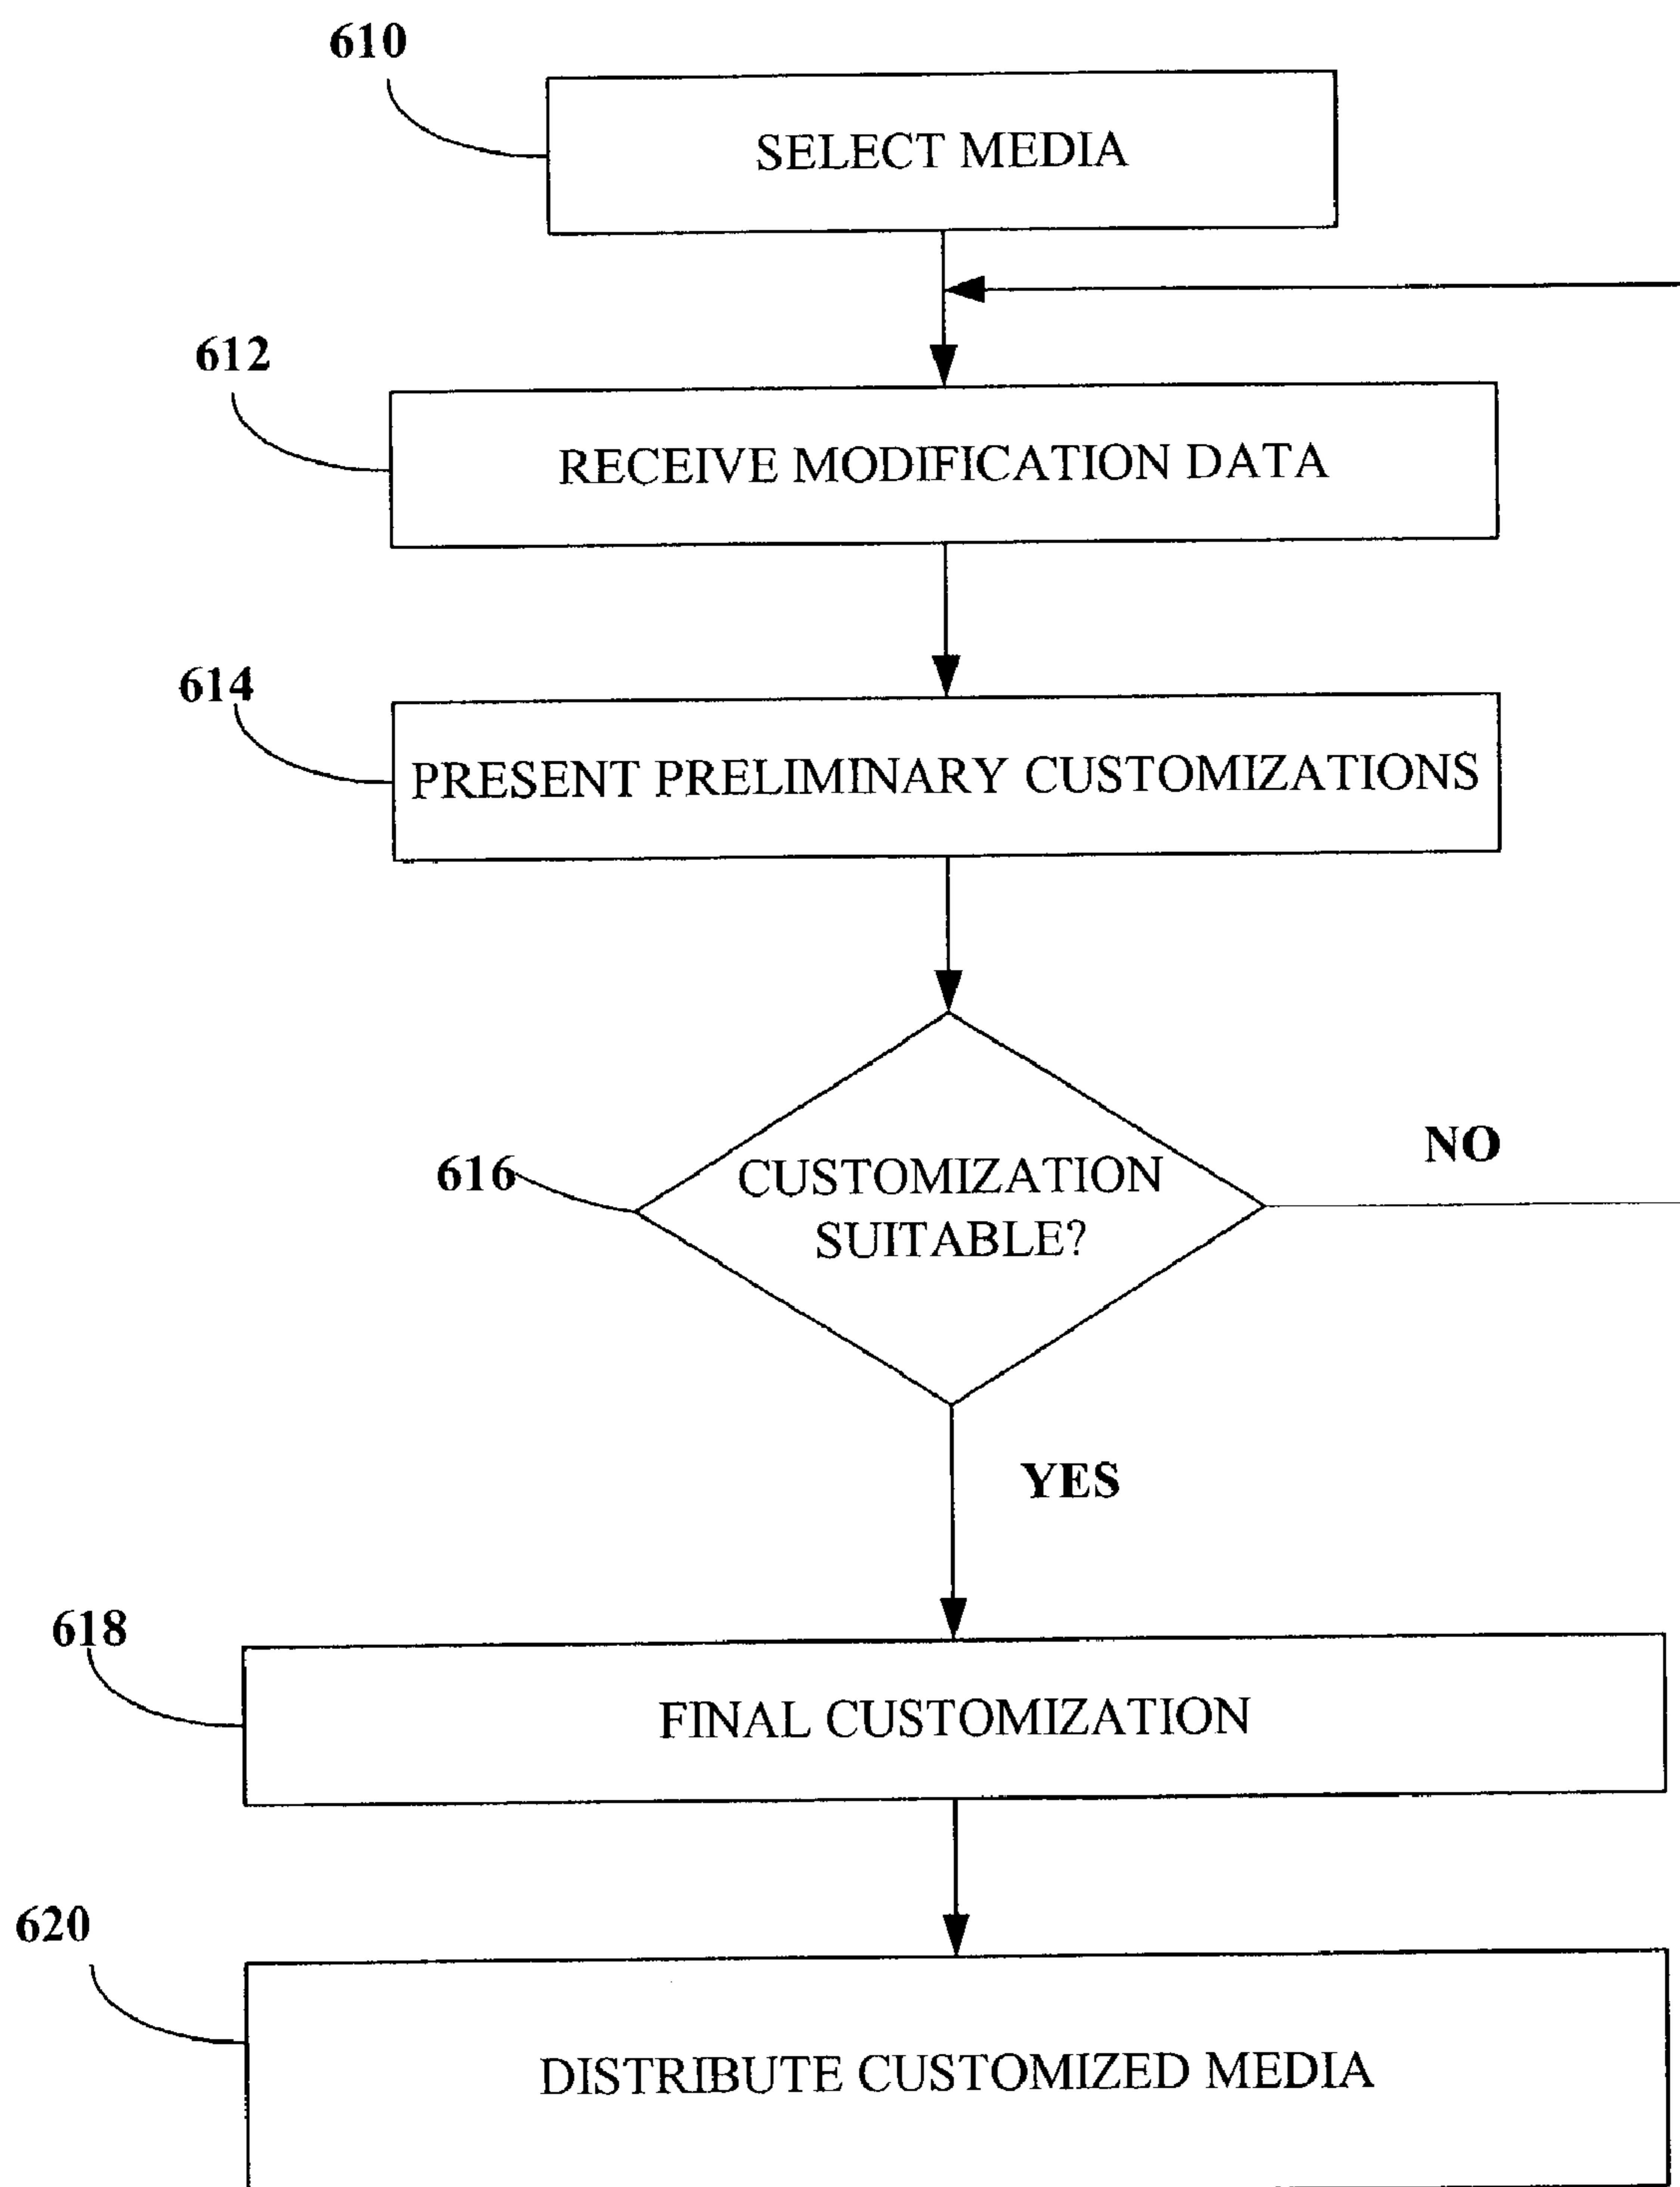 610
SELECT MEDIA
612
RECEIVE MODIFICATION DATA
614
PRESENT PRELIMINARY CUSTOMIZATIONS
616
CUSTOMIZATION
SUITABLE?
NO
YES
618
FINAL CUSTOMIZATION
620
DISTRIBUTE CUSTOMIZED MEDIA